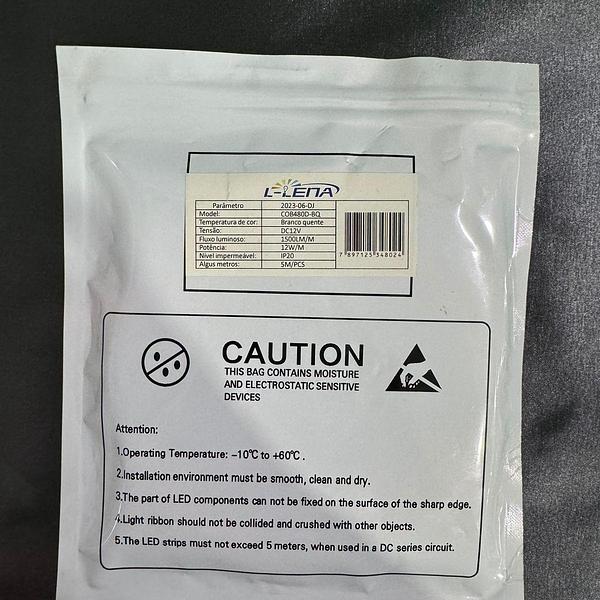 L-LENA
Parâmetro 2023-06-DJ
Model: COB480D-BQ
Temperatura de cor: Branco quente
Tensão: DC12V
Fluxo luminoso: 1500LM/M
Potência: 12W/M
Nível impermeável: IP20
Algus metros: 5M/PCS
7 897125 348024
CAUTION
THIS BAG CONTAINS MOISTURE
AND ELECTROSTATIC SENSITIVE
DEVICES
Attention:
1.Operating Temperature: -10℃ to +60℃ .
2.Installation environment must be smooth, clean and dry.
3.The part of LED components can not be fixed on the surface of the sharp edge.
4.Light ribbon should not be collided and crushed with other objects.
5.The LED strips must not exceed 5 meters, when used in a DC series circuit.